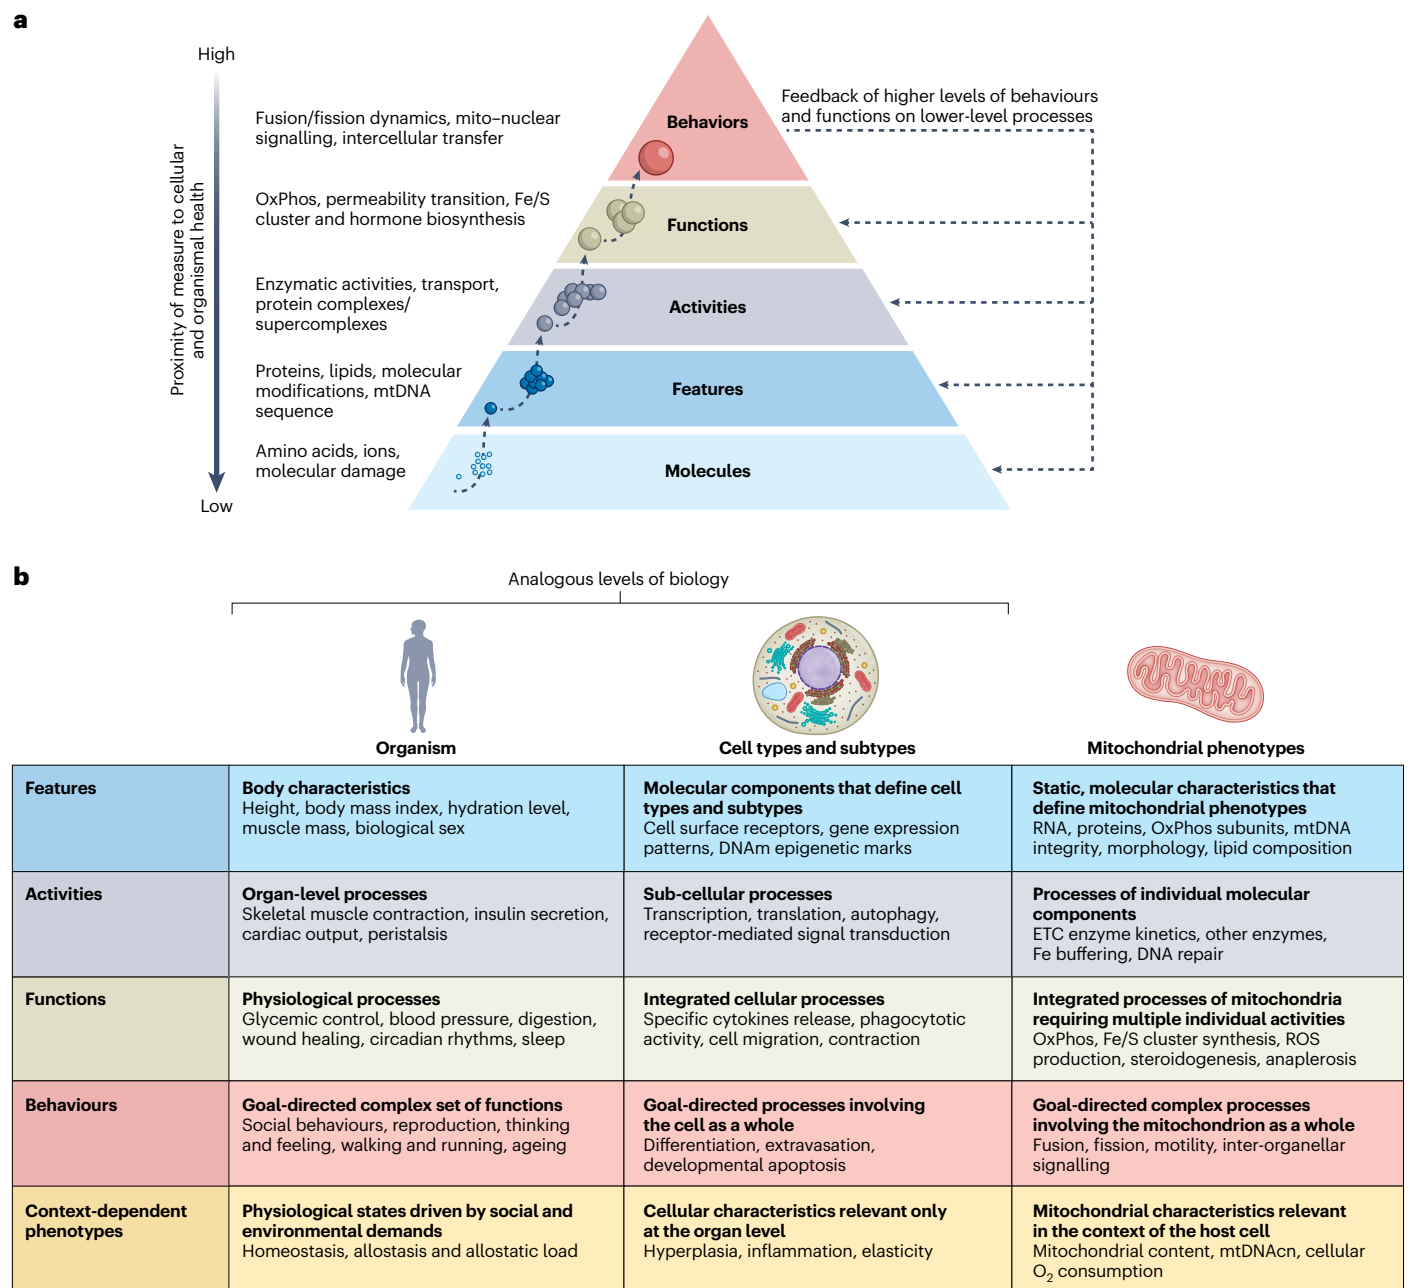 a
High
Proximity of measure to cellular
and organismal health
Low
Fusion/fission dynamics, mito–nuclear
signalling, intercellular transfer
OxPhos, permeability transition, Fe/S
cluster and hormone biosynthesis
Enzymatic activities, transport,
protein complexes/
supercomplexes
Proteins, lipids, molecular
modifications, mtDNA
sequence
Amino acids, ions,
molecular damage
Behaviors
Functions
Activities
Features
Molecules
Feedback of higher levels of behaviours
and functions on lower-level processes
b
Analogous levels of biology
Organism
Cell types and subtypes
Mitochondrial phenotypes
Features
Body characteristics
Height, body mass index, hydration level,
muscle mass, biological sex
Molecular components that define cell
types and subtypes
Cell surface receptors, gene expression
patterns, DNAm epigenetic marks
Static, molecular characteristics that
define mitochondrial phenotypes
RNA, proteins, OxPhos subunits, mtDNA
integrity, morphology, lipid composition
Activities
Organ-level processes
Skeletal muscle contraction, insulin secretion,
cardiac output, peristalsis
Sub-cellular processes
Transcription, translation, autophagy,
receptor-mediated signal transduction
Processes of individual molecular
components
ETC enzyme kinetics, other enzymes,
Fe buffering, DNA repair
Functions
Physiological processes
Glycemic control, blood pressure, digestion,
wound healing, circadian rhythms, sleep
Integrated cellular processes
Specific cytokines release, phagocytotic
activity, cell migration, contraction
Integrated processes of mitochondria
requiring multiple individual activities
OxPhos, Fe/S cluster synthesis, ROS
production, steroidogenesis, anaplerosis
Behaviours
Goal-directed complex set of functions
Social behaviours, reproduction, thinking
and feeling, walking and running, ageing
Goal-directed processes involving
the cell as a whole
Differentiation, extravasation,
developmental apoptosis
Goal-directed complex processes
involving the mitochondrion as a whole
Fusion, fission, motility, inter-organellar
signalling
Context-dependent
phenotypes
Physiological states driven by social and
environmental demands
Homeostasis, allostasis and allostatic load
Cellular characteristics relevant only
at the organ level
Hyperplasia, inflammation, elasticity
Mitochondrial characteristics relevant
in the context of the host cell
Mitochondrial content, mtDNAcn, cellular
O₂ consumption